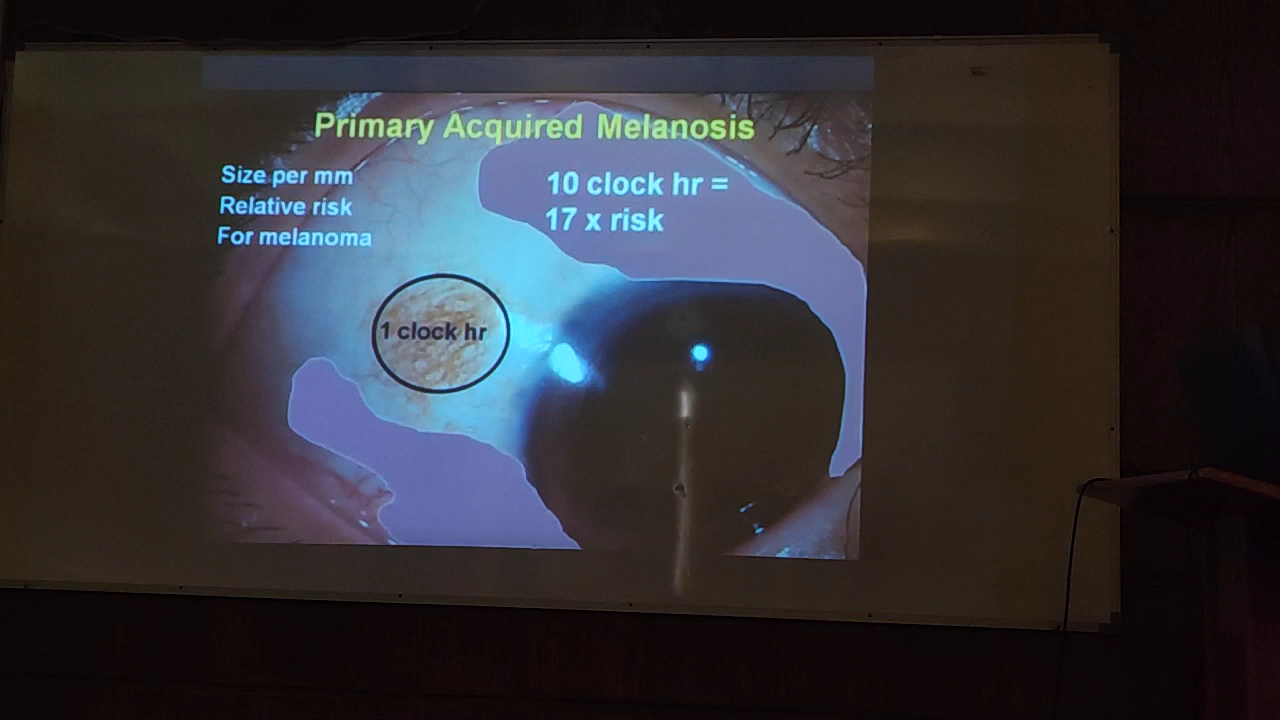 Primary Acquired Melanosis
Size per mm
Relative risk
For melanoma
10 clock hr =
17 x risk
1 clock hr